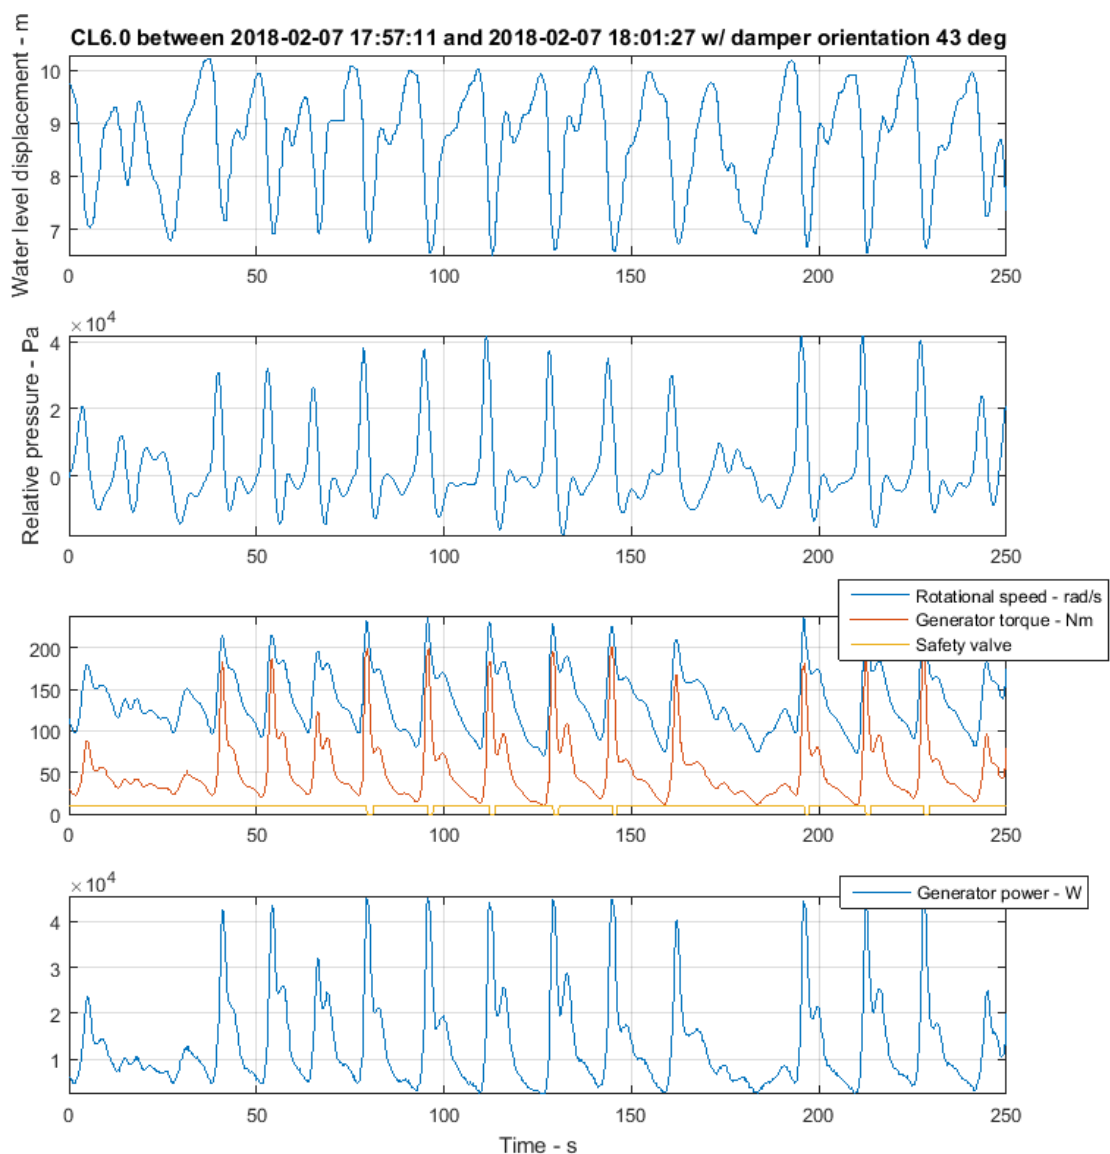 CL6.0 between 2018-02-07 17:57:11 and 2018-02-07 18:01:27 w/ damper orientation 43 deg
Water level displacement - m
10
9
8
7
0 50 100 150 200 250
×10⁴
Relative pressure - Pa
4
2
0
0 50 100 150 200 250
Rotational speed - rad/s
Generator torque - Nm
Safety valve
200
150
100
50
0
0 50 100 150 200 250
×10⁴
Generator power - W
4
3
2
1
0 50 100 150 200 250
Time - s